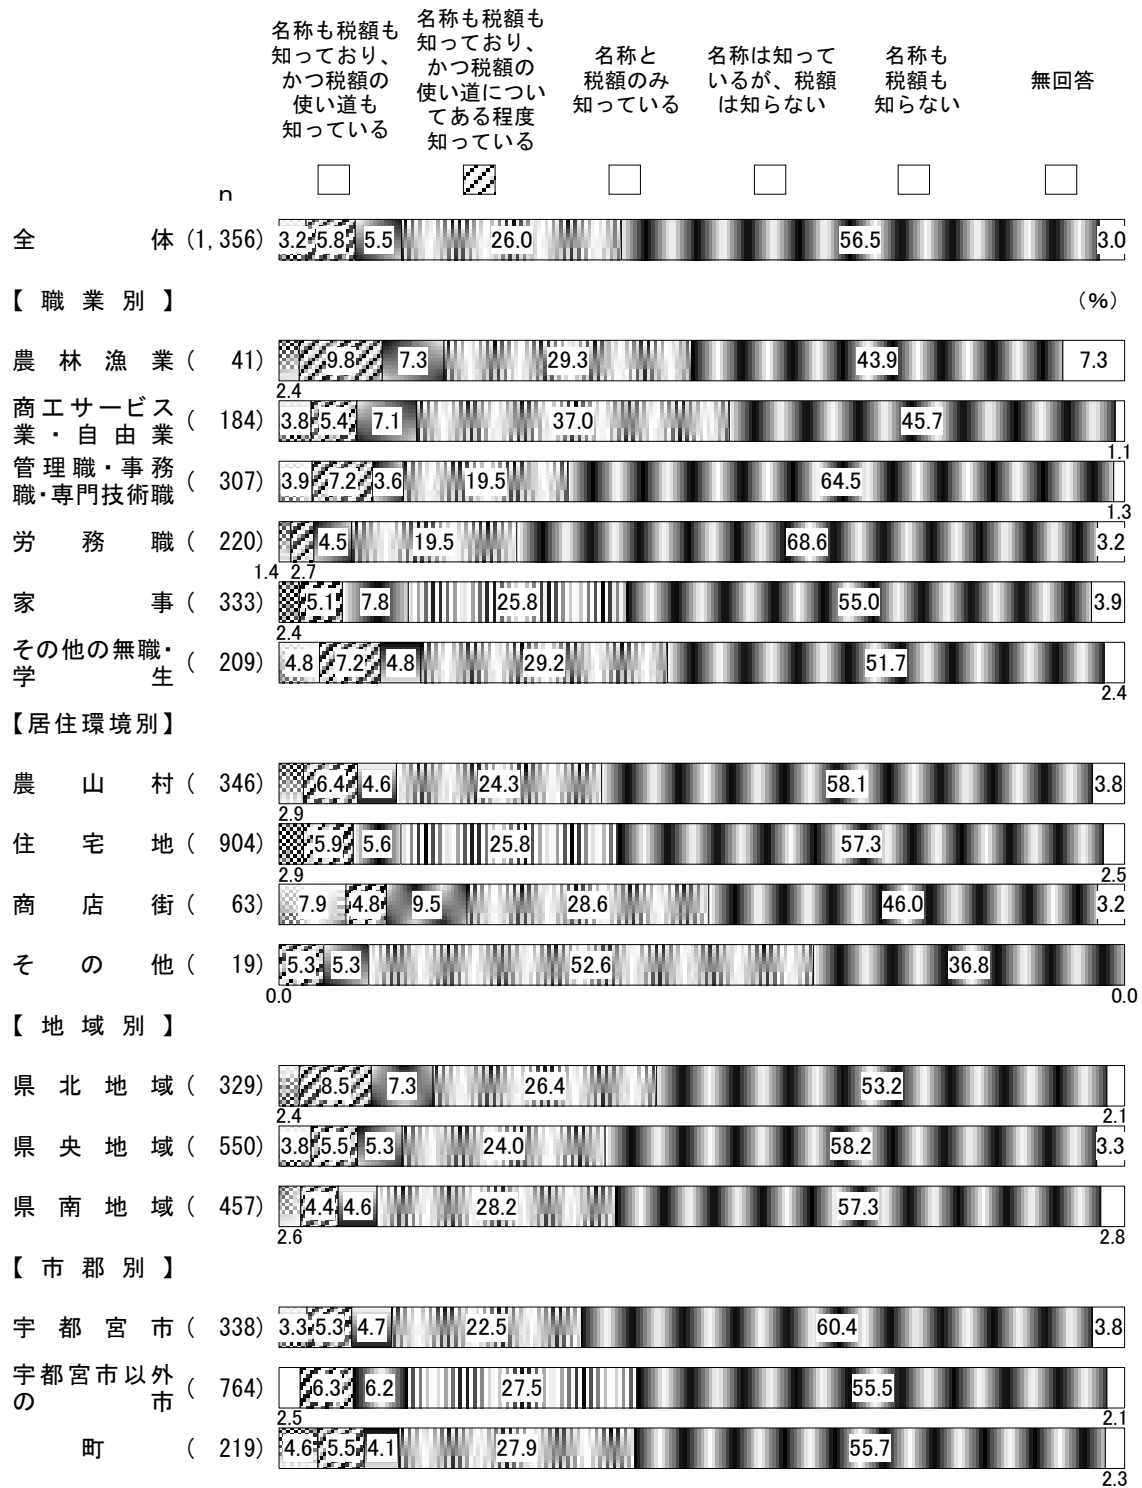 名称も税額も
知っており、
かつ税額の
使い道も
知っている
名称も税額も
知っており、
かつ税額の
使い道につい
てある程度
知っている
名称と
税額のみ
知っている
名称は知って
いるが、税額
は知らない
名称も
税額も
知らない
無回答
n
全体 (1,356) 3.2 5.8 5.5 26.0 56.5 3.0
【職業別】 (%)
農林漁業 ( 41) 9.8 7.3 29.3 43.9 7.3
2.4
商工サービス
業・自由業 ( 184) 3.8 5.4 7.1 37.0 45.7
1.1
管理職・事務
職・専門技術職 ( 307) 3.9 7.2 3.6 19.5 64.5
1.3
労務職 ( 220) 4.5 19.5 68.6 3.2
1.4 2.7
家事 ( 333) 5.1 7.8 25.8 55.0 3.9
2.4
その他の無職・
学生 ( 209) 4.8 7.2 4.8 29.2 51.7
2.4
【居住環境別】
農山村 ( 346) 6.4 4.6 24.3 58.1 3.8
2.9
住宅地 ( 904) 5.9 5.6 25.8 57.3
2.9 2.5
商店街 ( 63) 7.9 4.8 9.5 28.6 46.0 3.2
その他 ( 19) 5.3 5.3 52.6 36.8
0.0 0.0
【地域別】
県北地域 ( 329) 8.5 7.3 26.4 53.2
2.4 2.1
県央地域 ( 550) 3.8 5.5 5.3 24.0 58.2 3.3
県南地域 ( 457) 4.4 4.6 28.2 57.3
2.6 2.8
【市郡別】
宇都宮市 ( 338) 3.3 5.3 4.7 22.5 60.4 3.8
宇都宮市以外
の市 ( 764) 6.3 6.2 27.5 55.5
2.5 2.1
町 ( 219) 4.6 5.5 4.1 27.9 55.7
2.3